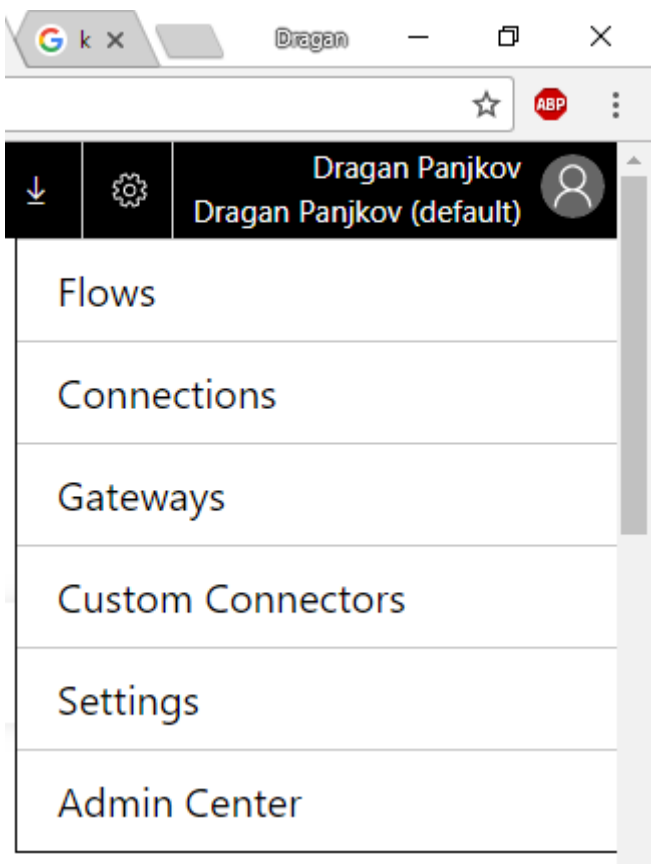 G k
Dragan
ABP
Dragan Panjkov
Dragan Panjkov (default)
Flows
Connections
Gateways
Custom Connectors
Settings
Admin Center